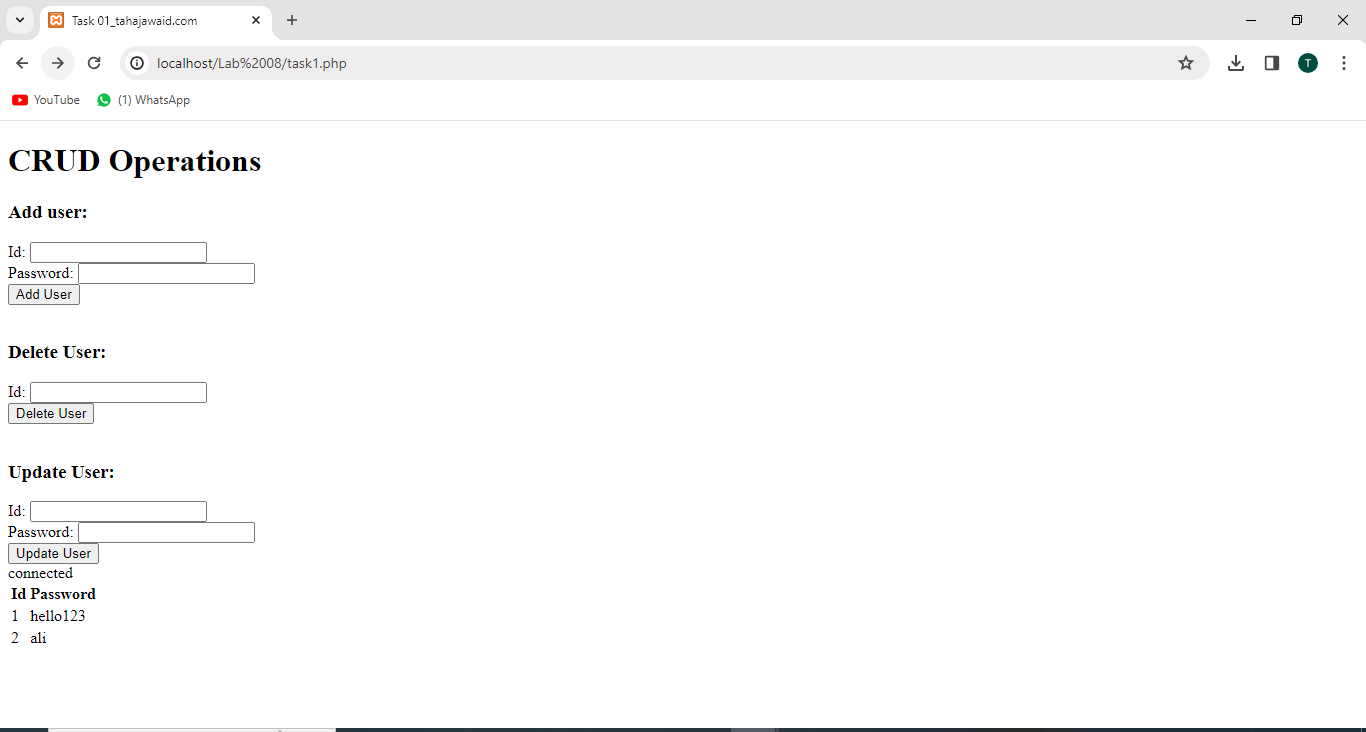 Task 01_tahajawaid.com
localhost/Lab%2008/task1.php
T
YouTube (1) WhatsApp
CRUD Operations
Add user:
Id:
Password:
Add User
Delete User:
Id:
Delete User
Update User:
Id:
Password:
Update User
connected
Id Password
1 hello123
2 ali